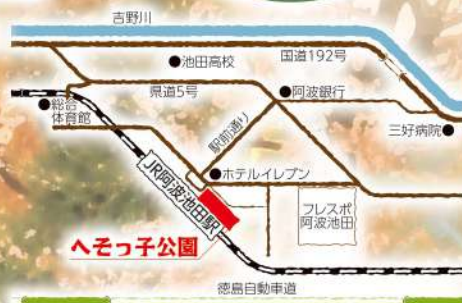 吉野川
国道192号
●池田高校
県道5号
●阿波銀行
●総合
体育館
駅前通り
三好病院●
●ホテルイレブン
JR阿波池田駅
フレスポ
阿波池田
へそっ子公園
徳島自動車道